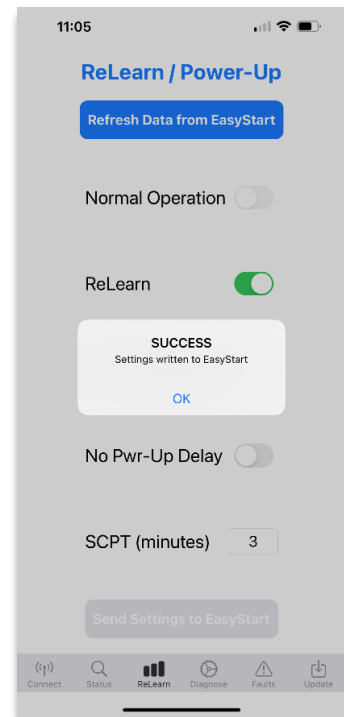 11:05
ReLearn / Power-Up
Refresh Data from EasyStart
Normal Operation
ReLearn
SUCCESS
Settings written to EasyStart
OK
No Pwr-Up Delay
SCPT (minutes) 3
Send Settings to EasyStart
Connect Status ReLearn Diagnose Faults Update